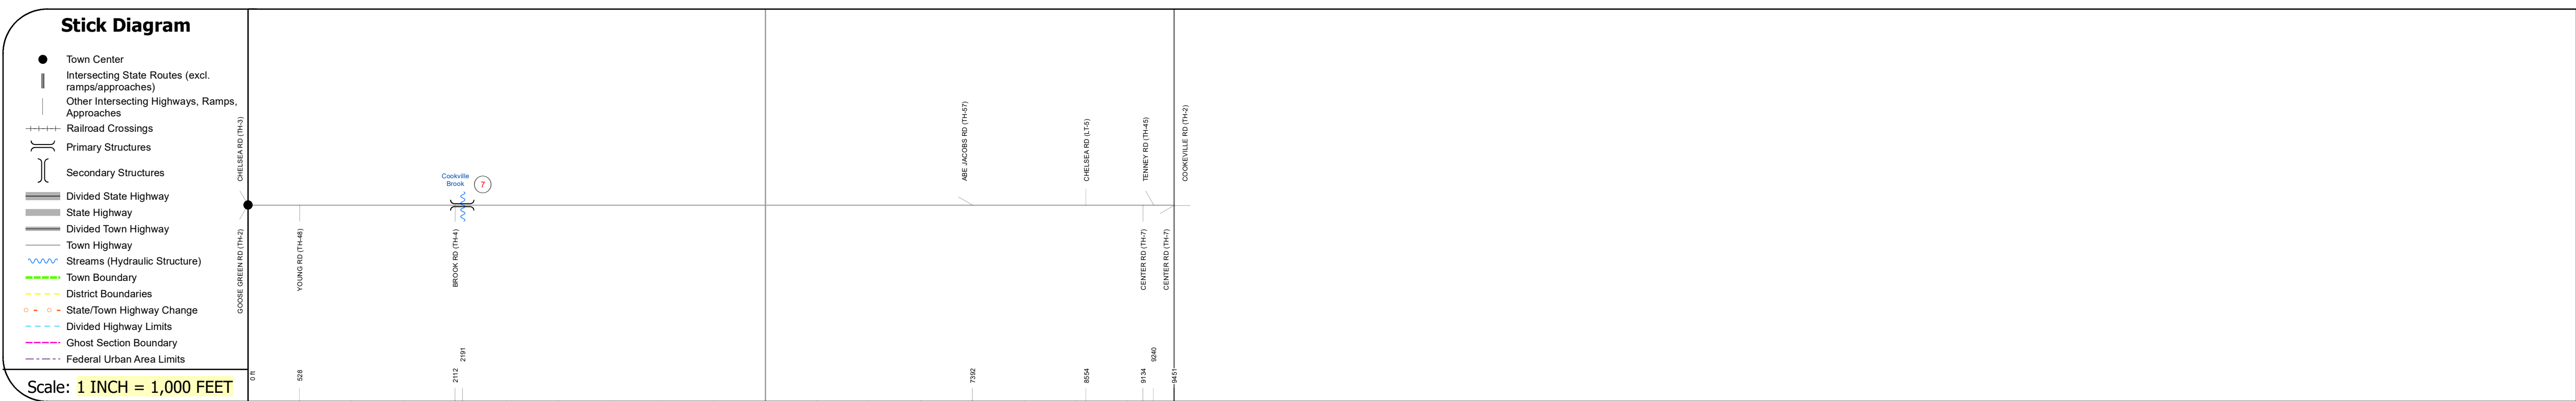 Stick Diagram
Town Center
Intersecting State Routes (excl.
ramps/approaches)
Other Intersecting Highways, Ramps,
Approaches
Railroad Crossings
Primary Structures
Secondary Structures
Divided State Highway
State Highway
Divided Town Highway
Town Highway
Streams (Hydraulic Structure)
Town Boundary
District Boundaries
State/Town Highway Change
Divided Highway Limits
Ghost Section Boundary
Federal Urban Area Limits
Scale: 1 INCH = 1,000 FEET
CHELSEA RD (TH-3)
GOOSE GREEN RD (TH-2)
YOUNG RD (TH-48)
BROOK RD (TH-4)
Cookville
Brook
7
ABE JACOBS RD (TH-57)
CHELSEA RD (LT-5)
TENNEY RD (TH-45)
COOKEVILLE RD (TH-2)
CENTER RD (TH-7)
CENTER RD (TH-7)
0 ft
528
2112
2191
7392
8554
9134
9240
9451